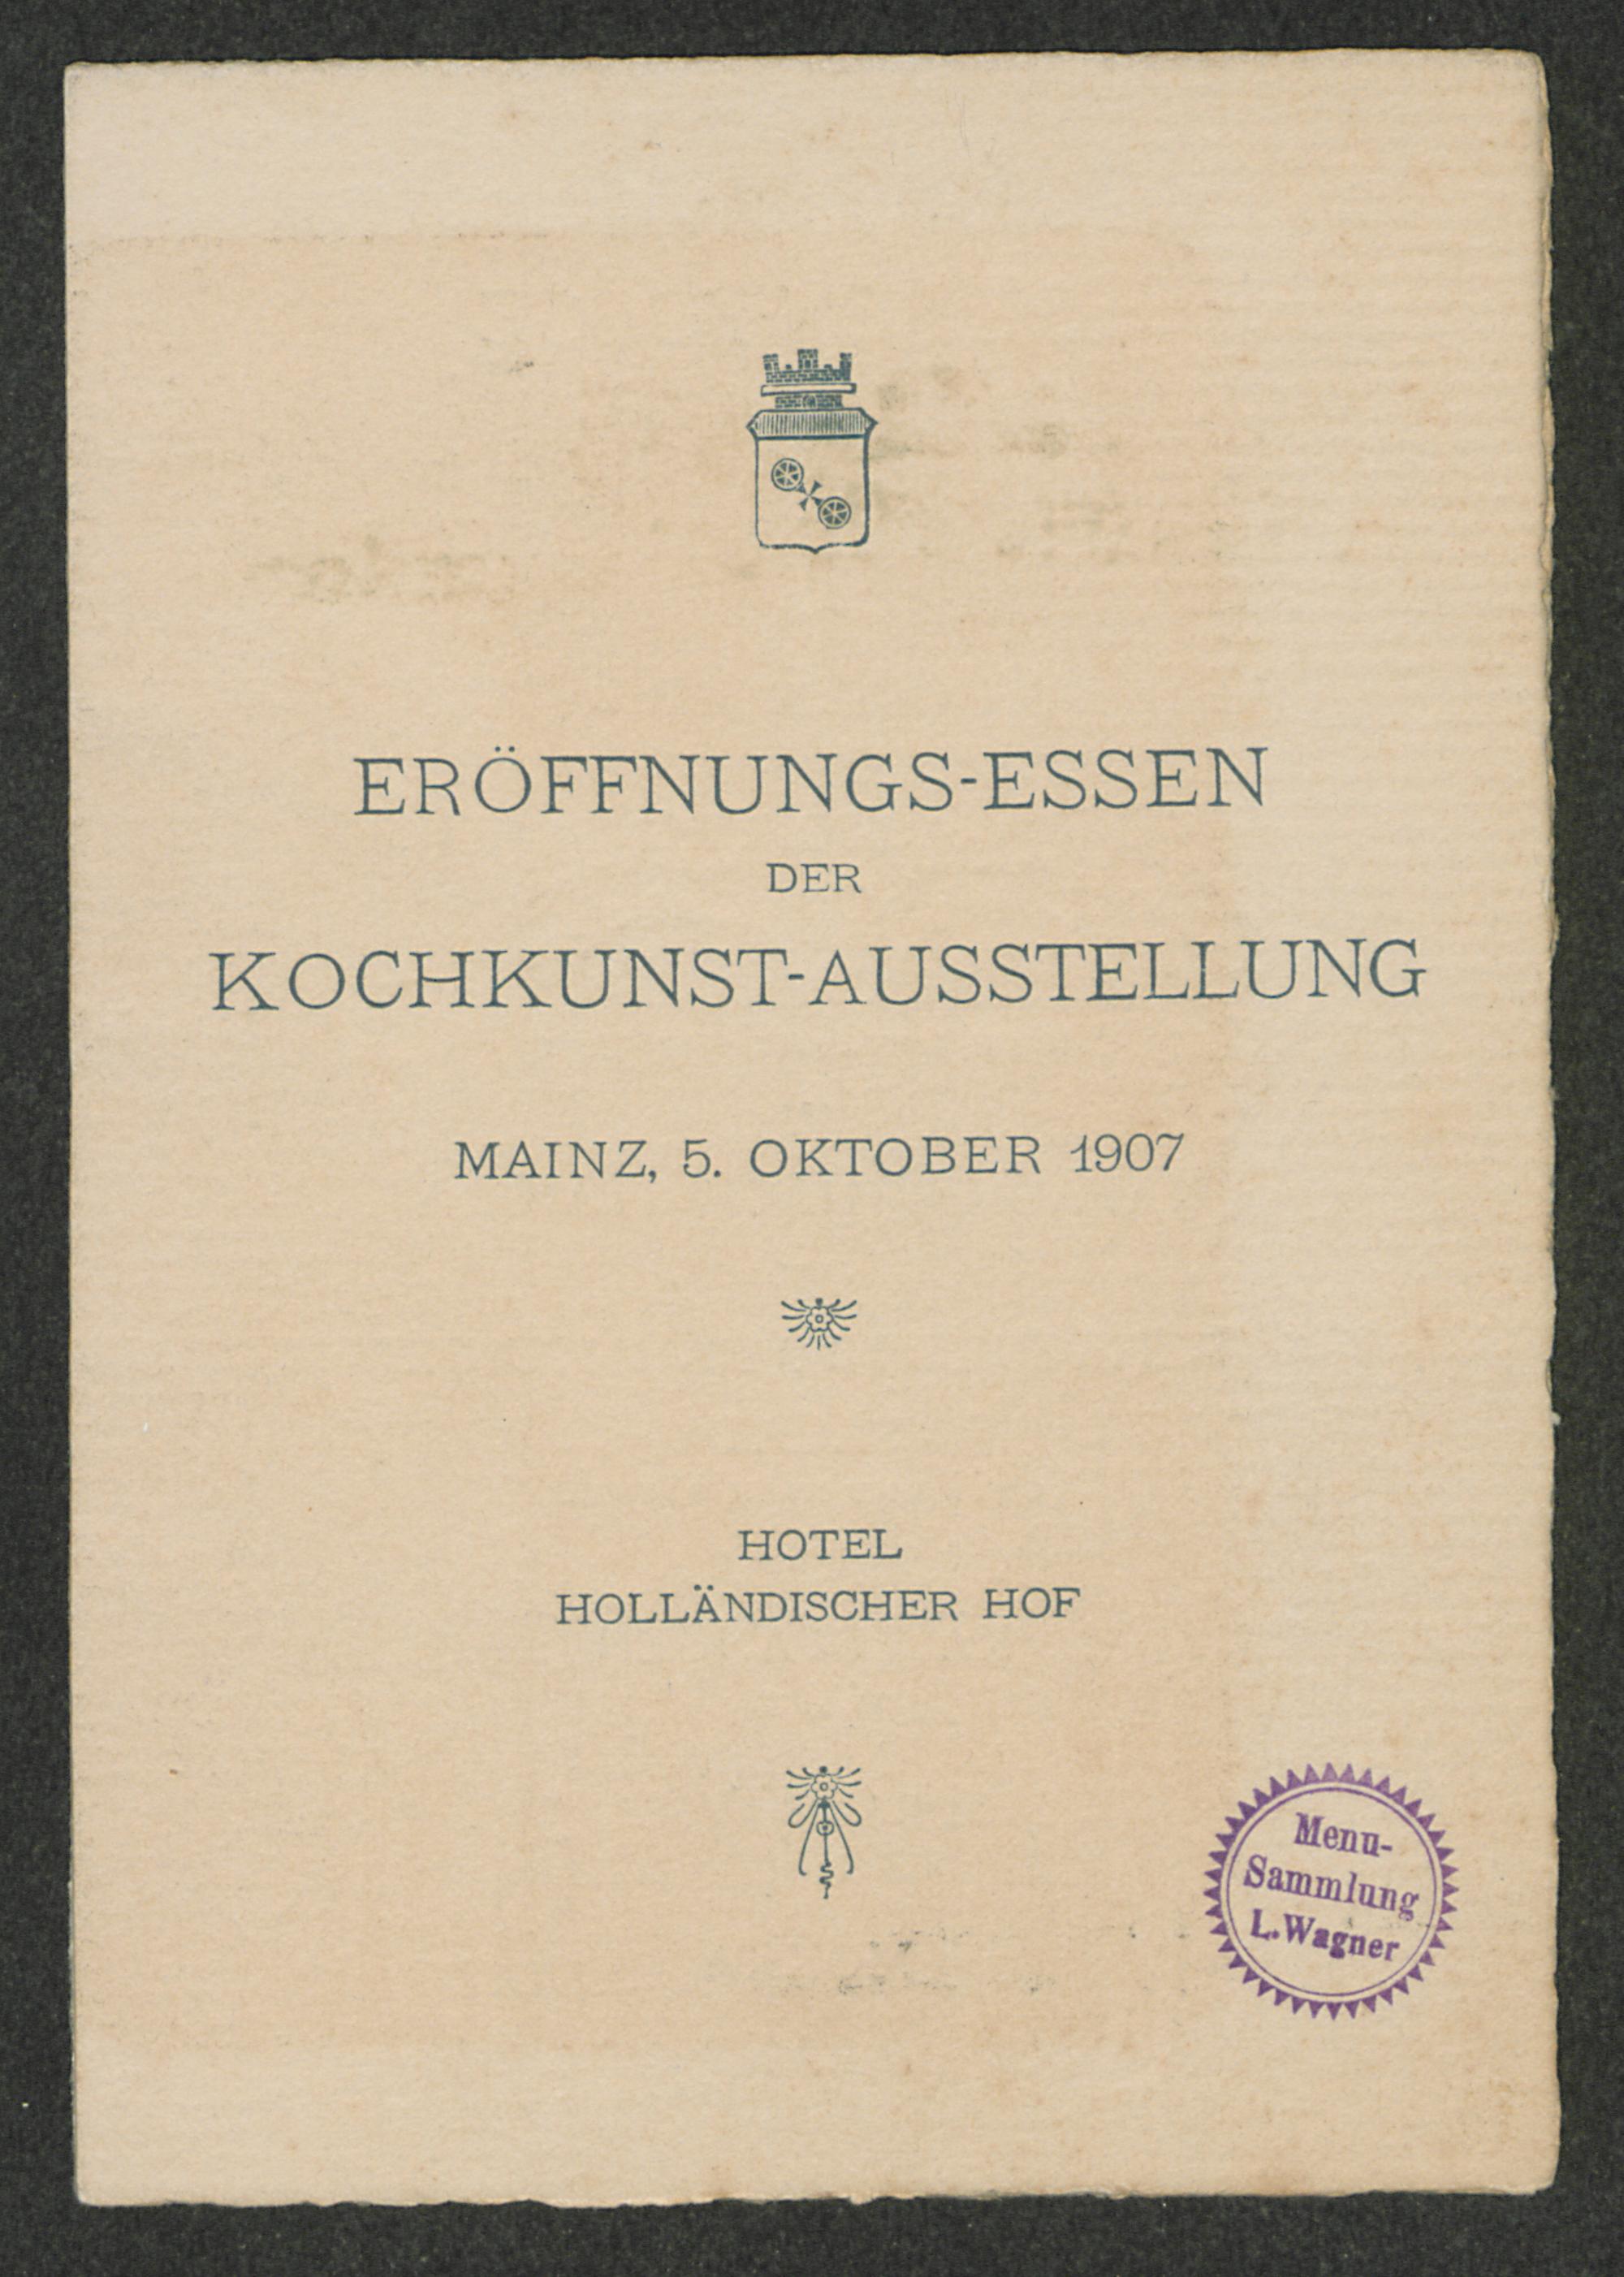 ERÖFFNUNGS-ESSEN
DER
KOCHKUNST-AUSSTELLUNG
MAINZ, 5. OKTOBER 1907
HOTEL
HOLLÄNDISCHER HOF
Menu-
Sammlung
L. Wagner